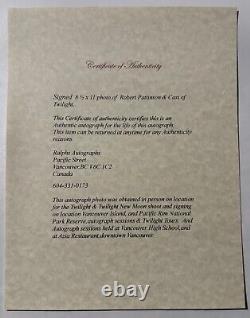 Certificate of Authenticity
Signed 8 ½ x 11 photo of Robert Pattinson & Cast of
Twilight.
This Certificate of authenticity certifies this is an
Authentic autograph for the life of this autograph.
This item can be returned at anytime for any Authenticity
reasons.
Ralphs Autographs
Pacific Street
Vancouver,BC V6C 1C2
Canada
604-331-0173
This autograph photo was obtained in person on location
for the Twilight & Twilight New Moon shoot and signing
on location Vancouver Island, and Pacific Rim National
Park Reserve, autograph sessions & Twilight Tours. And
Autograph sessions held at Vancouver High School, and
at Asia Restaurant, downtown Vancouver.